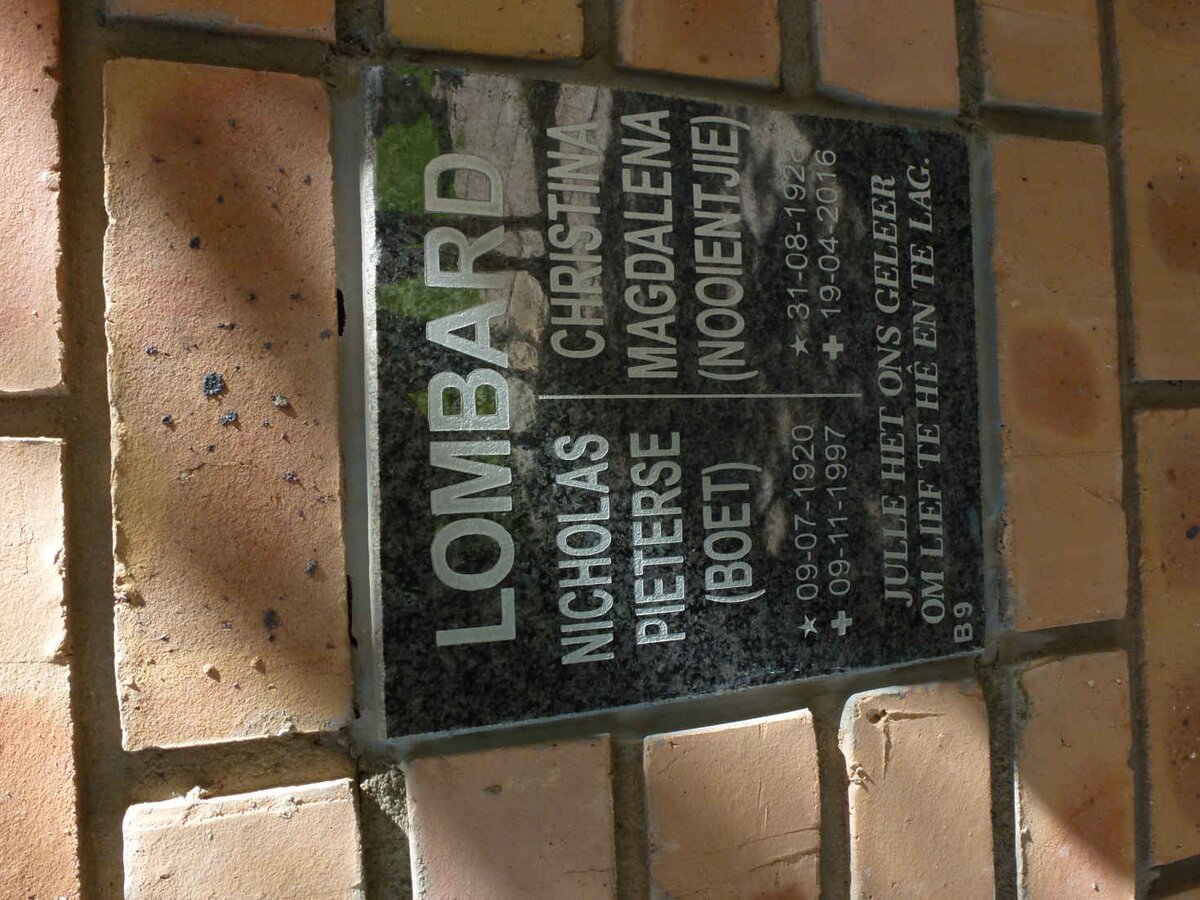 LOMBARD
NICHOLAS
PIETERSE
(BOET)
★ 09-07-1920
✚ 09-11-1997
CHRISTINA
MAGDALENA
(NOOIENTJIE)
★ 31-08-1928
✚ 19-04-2016
JULLE HET ONS GELEER
OM LIEF TE HÊ EN TE LAG.
B9